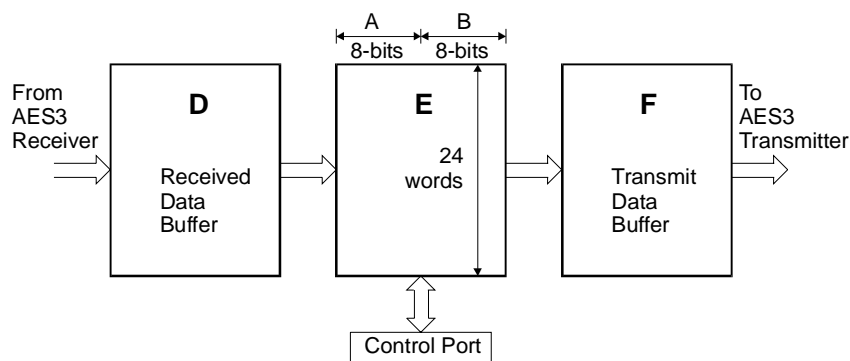 A B
8-bits 8-bits
From
AES3
Receiver
D
Received
Data
Buffer
E
24
words
F
Transmit
Data
Buffer
To
AES3
Transmitter
Control Port